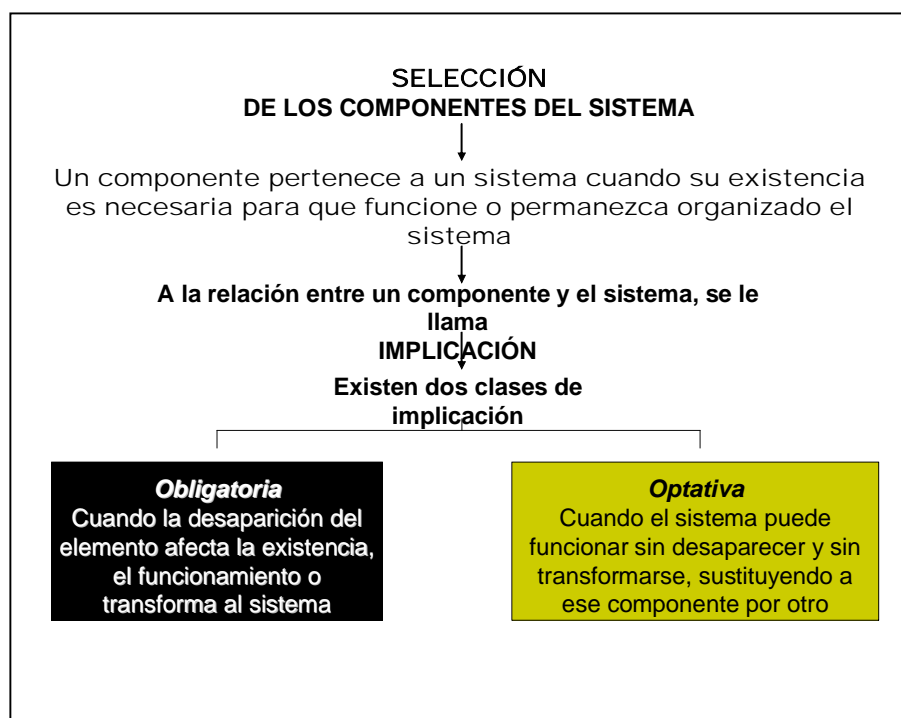 SELECCIÓN
DE LOS COMPONENTES DEL SISTEMA
Un componente pertenece a un sistema cuando su existencia
es necesaria para que funcione o permanezca organizado el
sistema
A la relación entre un componente y el sistema, se le
llama
IMPLICACIÓN
Existen dos clases de
implicación
Obligatoria
Cuando la desaparición del
elemento afecta la existencia,
el funcionamiento o
transforma al sistema
Optativa
Cuando el sistema puede
funcionar sin desaparecer y sin
transformarse, sustituyendo a
ese componente por otro